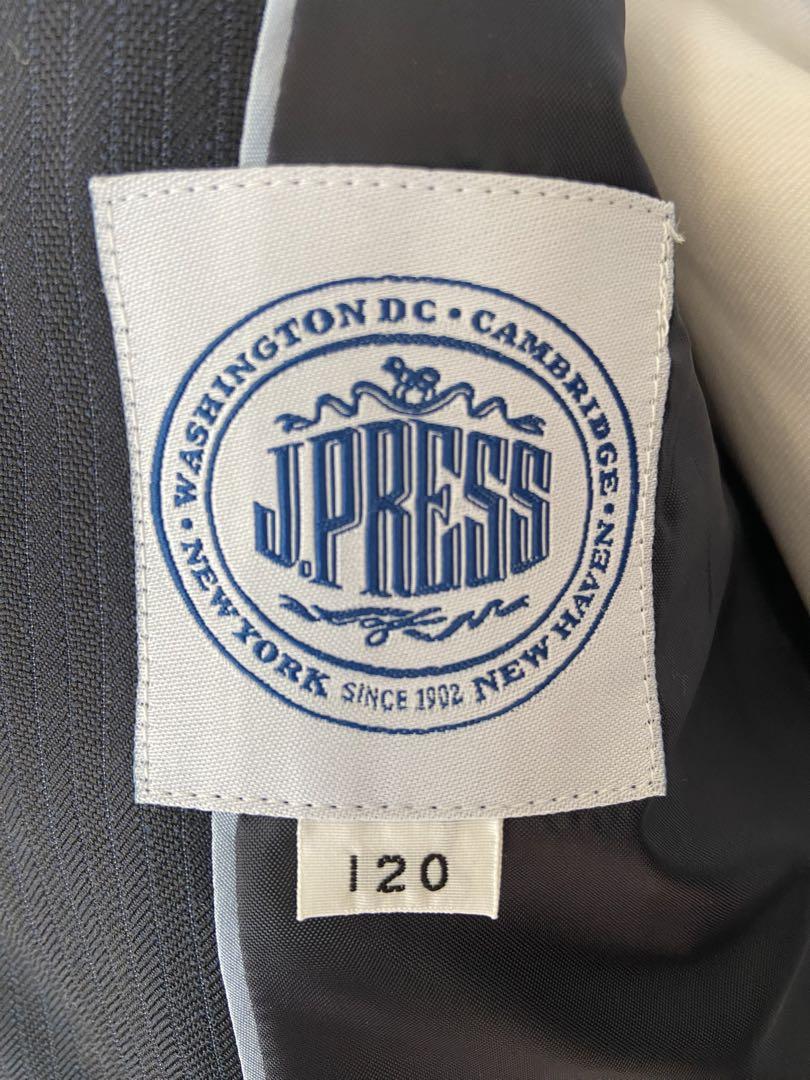 WASHINGTON DC • CAMBRIDGE • NEW HAVEN
J.PRESS
• NEW YORK
SINCE 1902
120